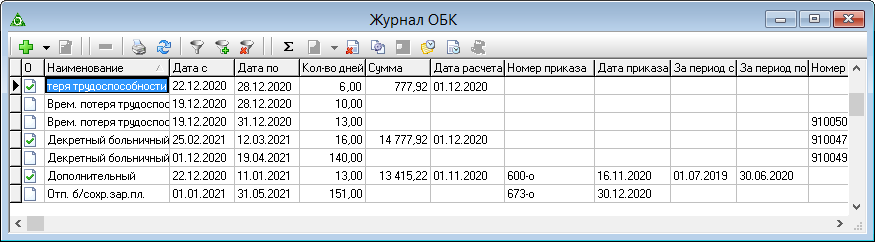 Журнал ОБК
О Наименование Дата с Дата по Кол-во дней Сумма Дата расчета Номер приказа Дата приказа За период с За период по Номер
теря трудоспособности 22.12.2020 28.12.2020 6,00 777,92 01.12.2020
Врем. потеря трудоспос 19.12.2020 28.12.2020 10,00
Врем. потеря трудоспос 19.12.2020 31.12.2020 13,00 910050
Декретный больничный 25.02.2021 12.03.2021 16,00 14 777,92 01.12.2020 910047
Декретный больничный 01.12.2020 19.04.2021 140,00 910049
Дополнительный 22.12.2020 11.01.2021 13,00 13 415,22 01.11.2020 600-о 16.11.2020 01.07.2019 30.06.2020
Отп. б/сохр.зар.пл. 01.01.2021 31.05.2021 151,00 673-о 30.12.2020